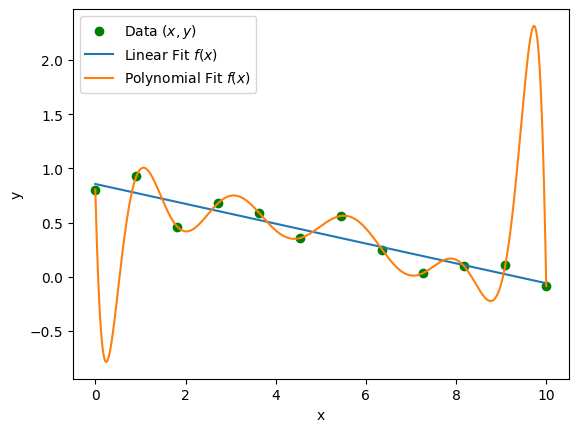 Data (x, y)
Linear Fit f(x)
Polynomial Fit f(x)
2.0
1.5
1.0
0.5
0.0
−0.5
y
0 2 4 6 8 10
x